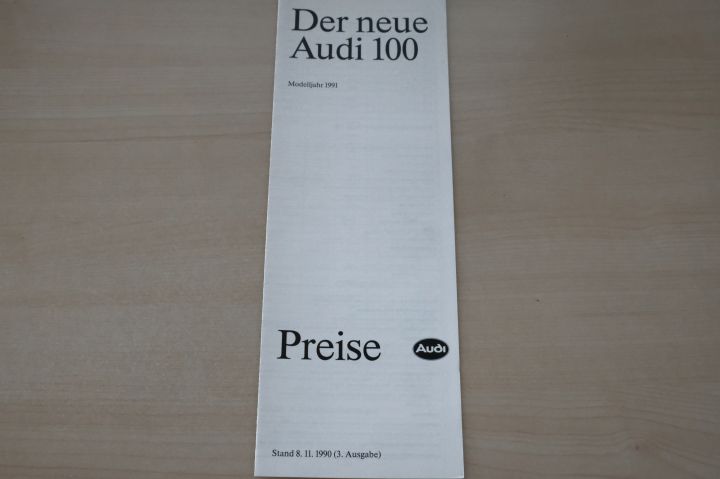 Der neue
Audi 100
Modelljahr 1991
Preise
Audi
Stand 8. 11. 1990 (3. Ausgabe)